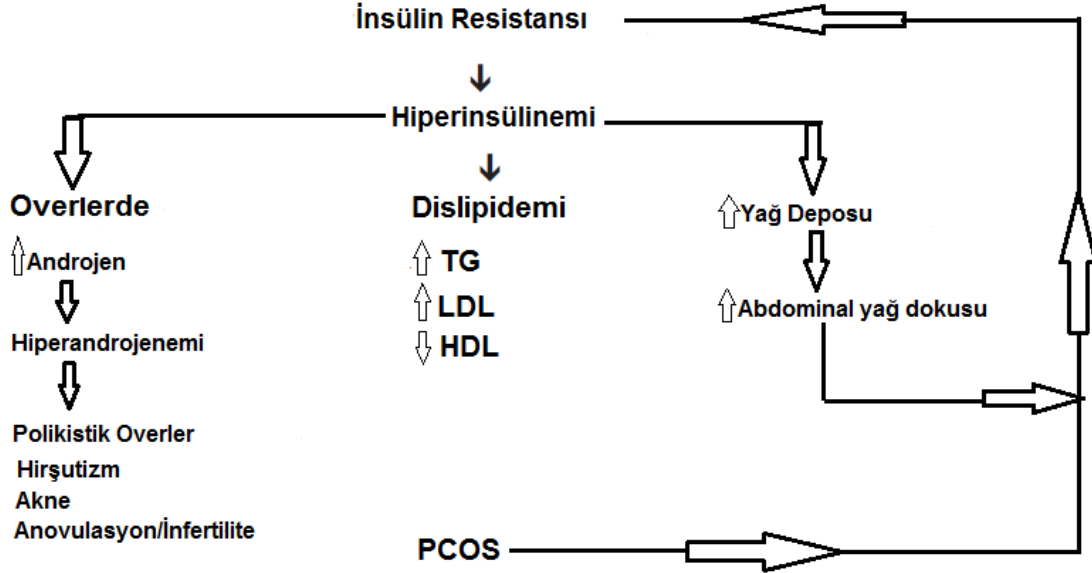 İnsülin Resistansı
Hiperinsülinemi
Overlerde
Androjen
Hiperandrojenemi
Polikistik Overler
Hirşutizm
Akne
Anovulasyon/İnfertilite
Dislipidemi
TG
LDL
HDL
Yağ Deposu
Abdominal yağ dokusu
PCOS